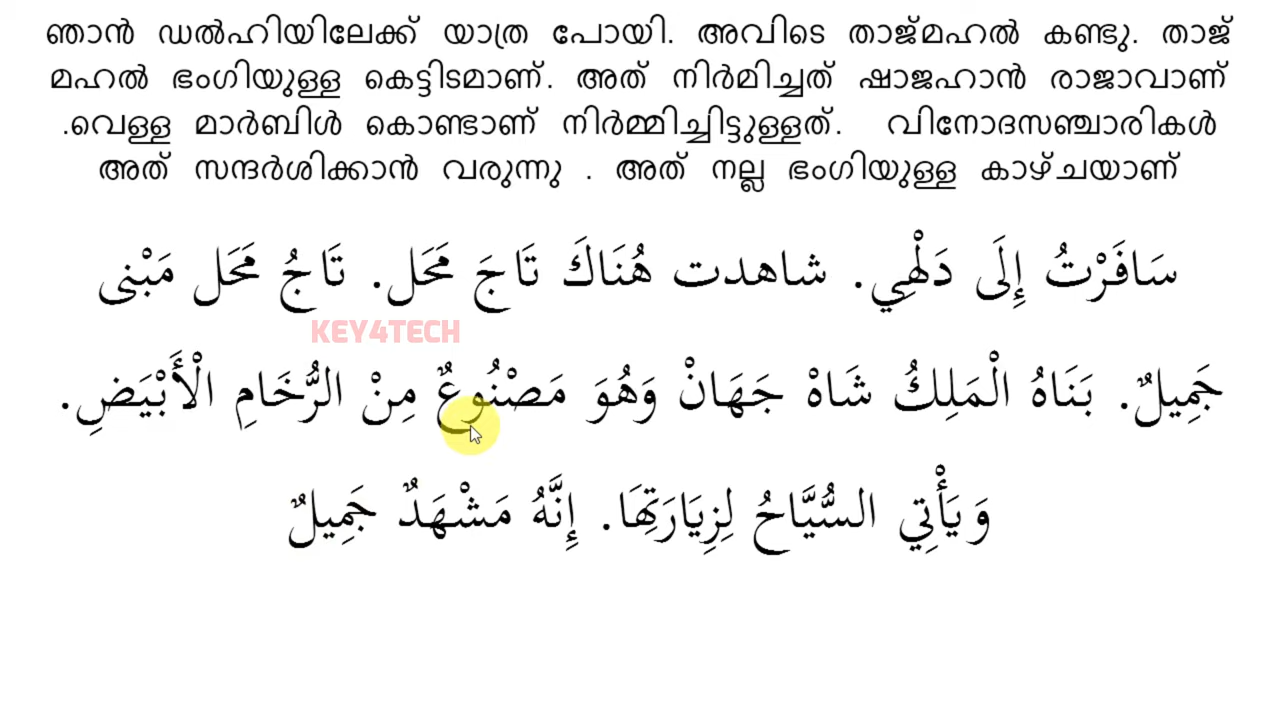 ഞാൻ ഡൽഹിയിലേക്ക് യാത്ര പോയി. അവിടെ താജ്മഹൽ കണ്ടു. താജ്
മഹൽ ഭംഗിയുള്ള കെട്ടിടമാണ്. അത് നിർമിച്ചത് ഷാജഹാൻ രാജാവാണ്
.വെള്ള മാർബിൾ കൊണ്ടാണ് നിർമ്മിച്ചിട്ടുള്ളത്. വിനോദസഞ്ചാരികൾ
അത് സന്ദർശിക്കാൻ വരുന്നു . അത് നല്ല ഭംഗിയുള്ള കാഴ്ചയാണ്
سَافَرْتُ إِلَى دَلْهِي. شاهدت هُنَاكَ تَاجَ مَحَل. تَاجُ مَحَل مَبْنى
KEY4TECH
جَمِيلٌ. بَنَاهُ الْمَلِكُ شَاهْ جَهَانْ وَهُوَ مَصْنُوعٌ مِنْ الرُّخَامِ الْأَبْيَضِ.
وَيَأْتِي السُّيَّاحُ لِزِيَارَتِهَا. إِنَّهُ مَشْهَدٌ جَمِيلٌ